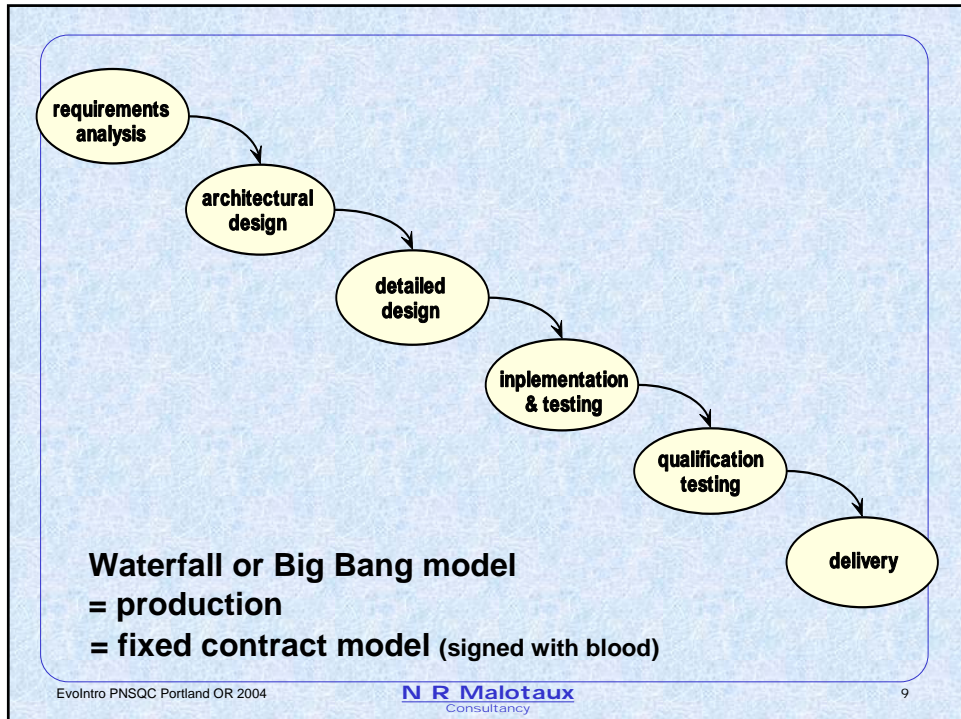 requirements
analysis
architectural
design
detailed
design
inplementation
& testing
qualification
testing
delivery
Waterfall or Big Bang model
= production
= fixed contract model (signed with blood)
EvoIntro PNSQC Portland OR 2004
N R Malotaux
Consultancy
9